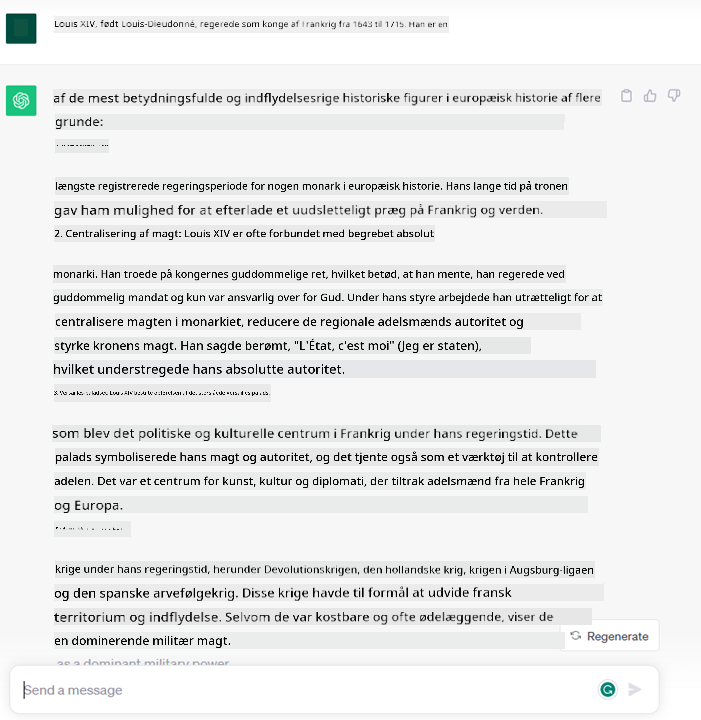 Louis XIV, født Louis-Dieudonné, regerede som konge af Frankrig fra 1643 til 1715. Han er en
af de mest betydningsfulde og indflydelsesrige historiske figurer i europæisk historie af flere
grunde:
længste registrerede regeringsperiode for nogen monark i europæisk historie. Hans lange tid på tronen
gav ham mulighed for at efterlade et uudsletteligt præg på Frankrig og verden.
2. Centralisering af magt: Louis XIV er ofte forbundet med begrebet absolut
monarki. Han troede på kongernes guddommelige ret, hvilket betød, at han mente, han regerede ved
guddommelig mandat og kun var ansvarlig over for Gud. Under hans styre arbejdede han utrætteligt for at
centralisere magten i monarkiet, reducere de regionale adelsmænds autoritet og
styrke kronens magt. Han sagde berømt, "L'État, c'est moi" (Jeg er staten),
hvilket understregede hans absolutte autoritet.
3. Louis XIV
som blev det politiske og kulturelle centrum i Frankrig under hans regeringstid. Dette
palads symboliserede hans magt og autoritet, og det tjente også som et værktøj til at kontrollere
adelen. Det var et centrum for kunst, kultur og diplomati, der tiltrak adelsmænd fra hele Frankrig
og Europa.
krige under hans regeringstid, herunder Devolutionskrigen, den hollandske krig, krigen i Augsburg-ligaen
og den spanske arvefølgekrig. Disse krige havde til formål at udvide fransk
territorium og indflydelse. Selvom de var kostbare og ofte ødelæggende, viser de
en dominerende militær magt.
Regenerate
as a dominant military power
Send a message